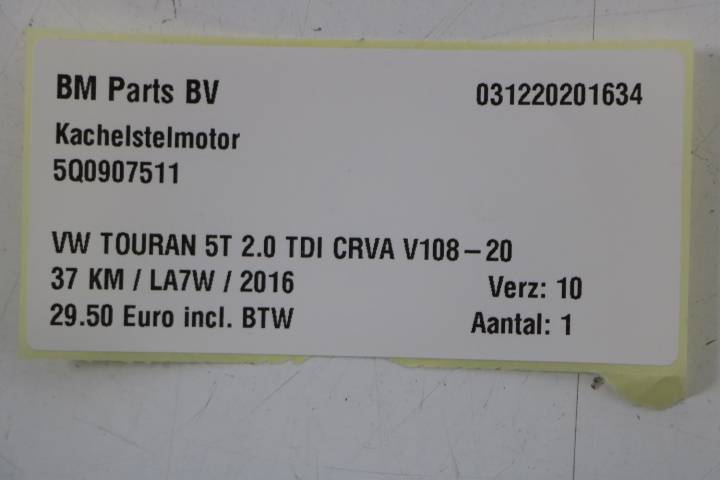 BM Parts BV 031220201634
Kachelstelmotor
5Q0907511
VW TOURAN 5T 2.0 TDI CRVA V108-20
37 KM / LA7W / 2016 Verz: 10
29.50 Euro incl. BTW Aantal: 1